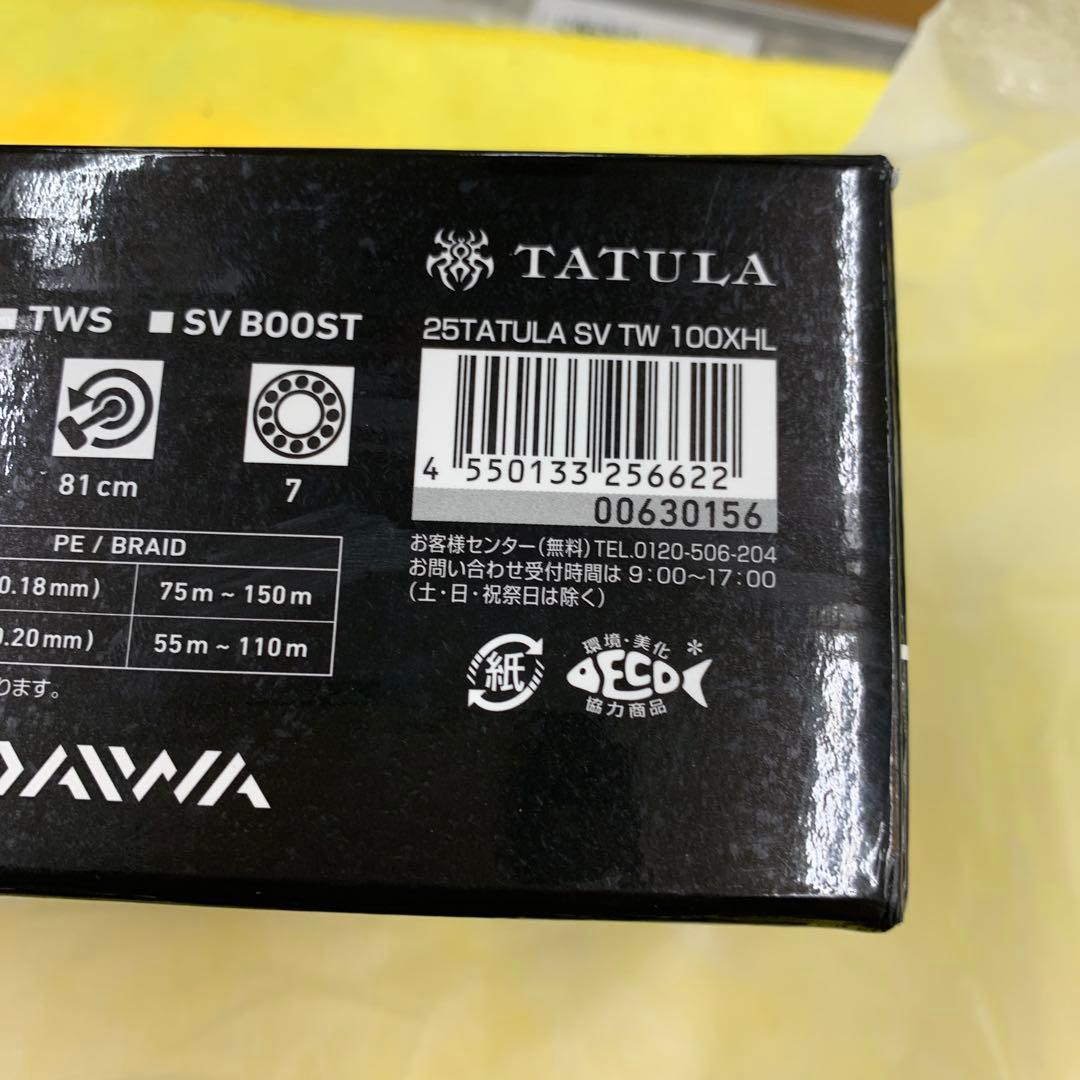 TATULA
TWS ■ SV BOOST
25TATULA SV TW 100XHL
81cm
7
4 550133 256622
00630156
PE / BRAID
0.18mm) 75m ~ 150m
0.20mm) 55m ~ 110m
ります。
お客様センター(無料)TEL.0120-506-204
お問い合わせ受付時間は 9:00〜17:00
(土・日・祝祭日は除く)
紙
環境・美化
ECO
協力商品
*
DAIWA